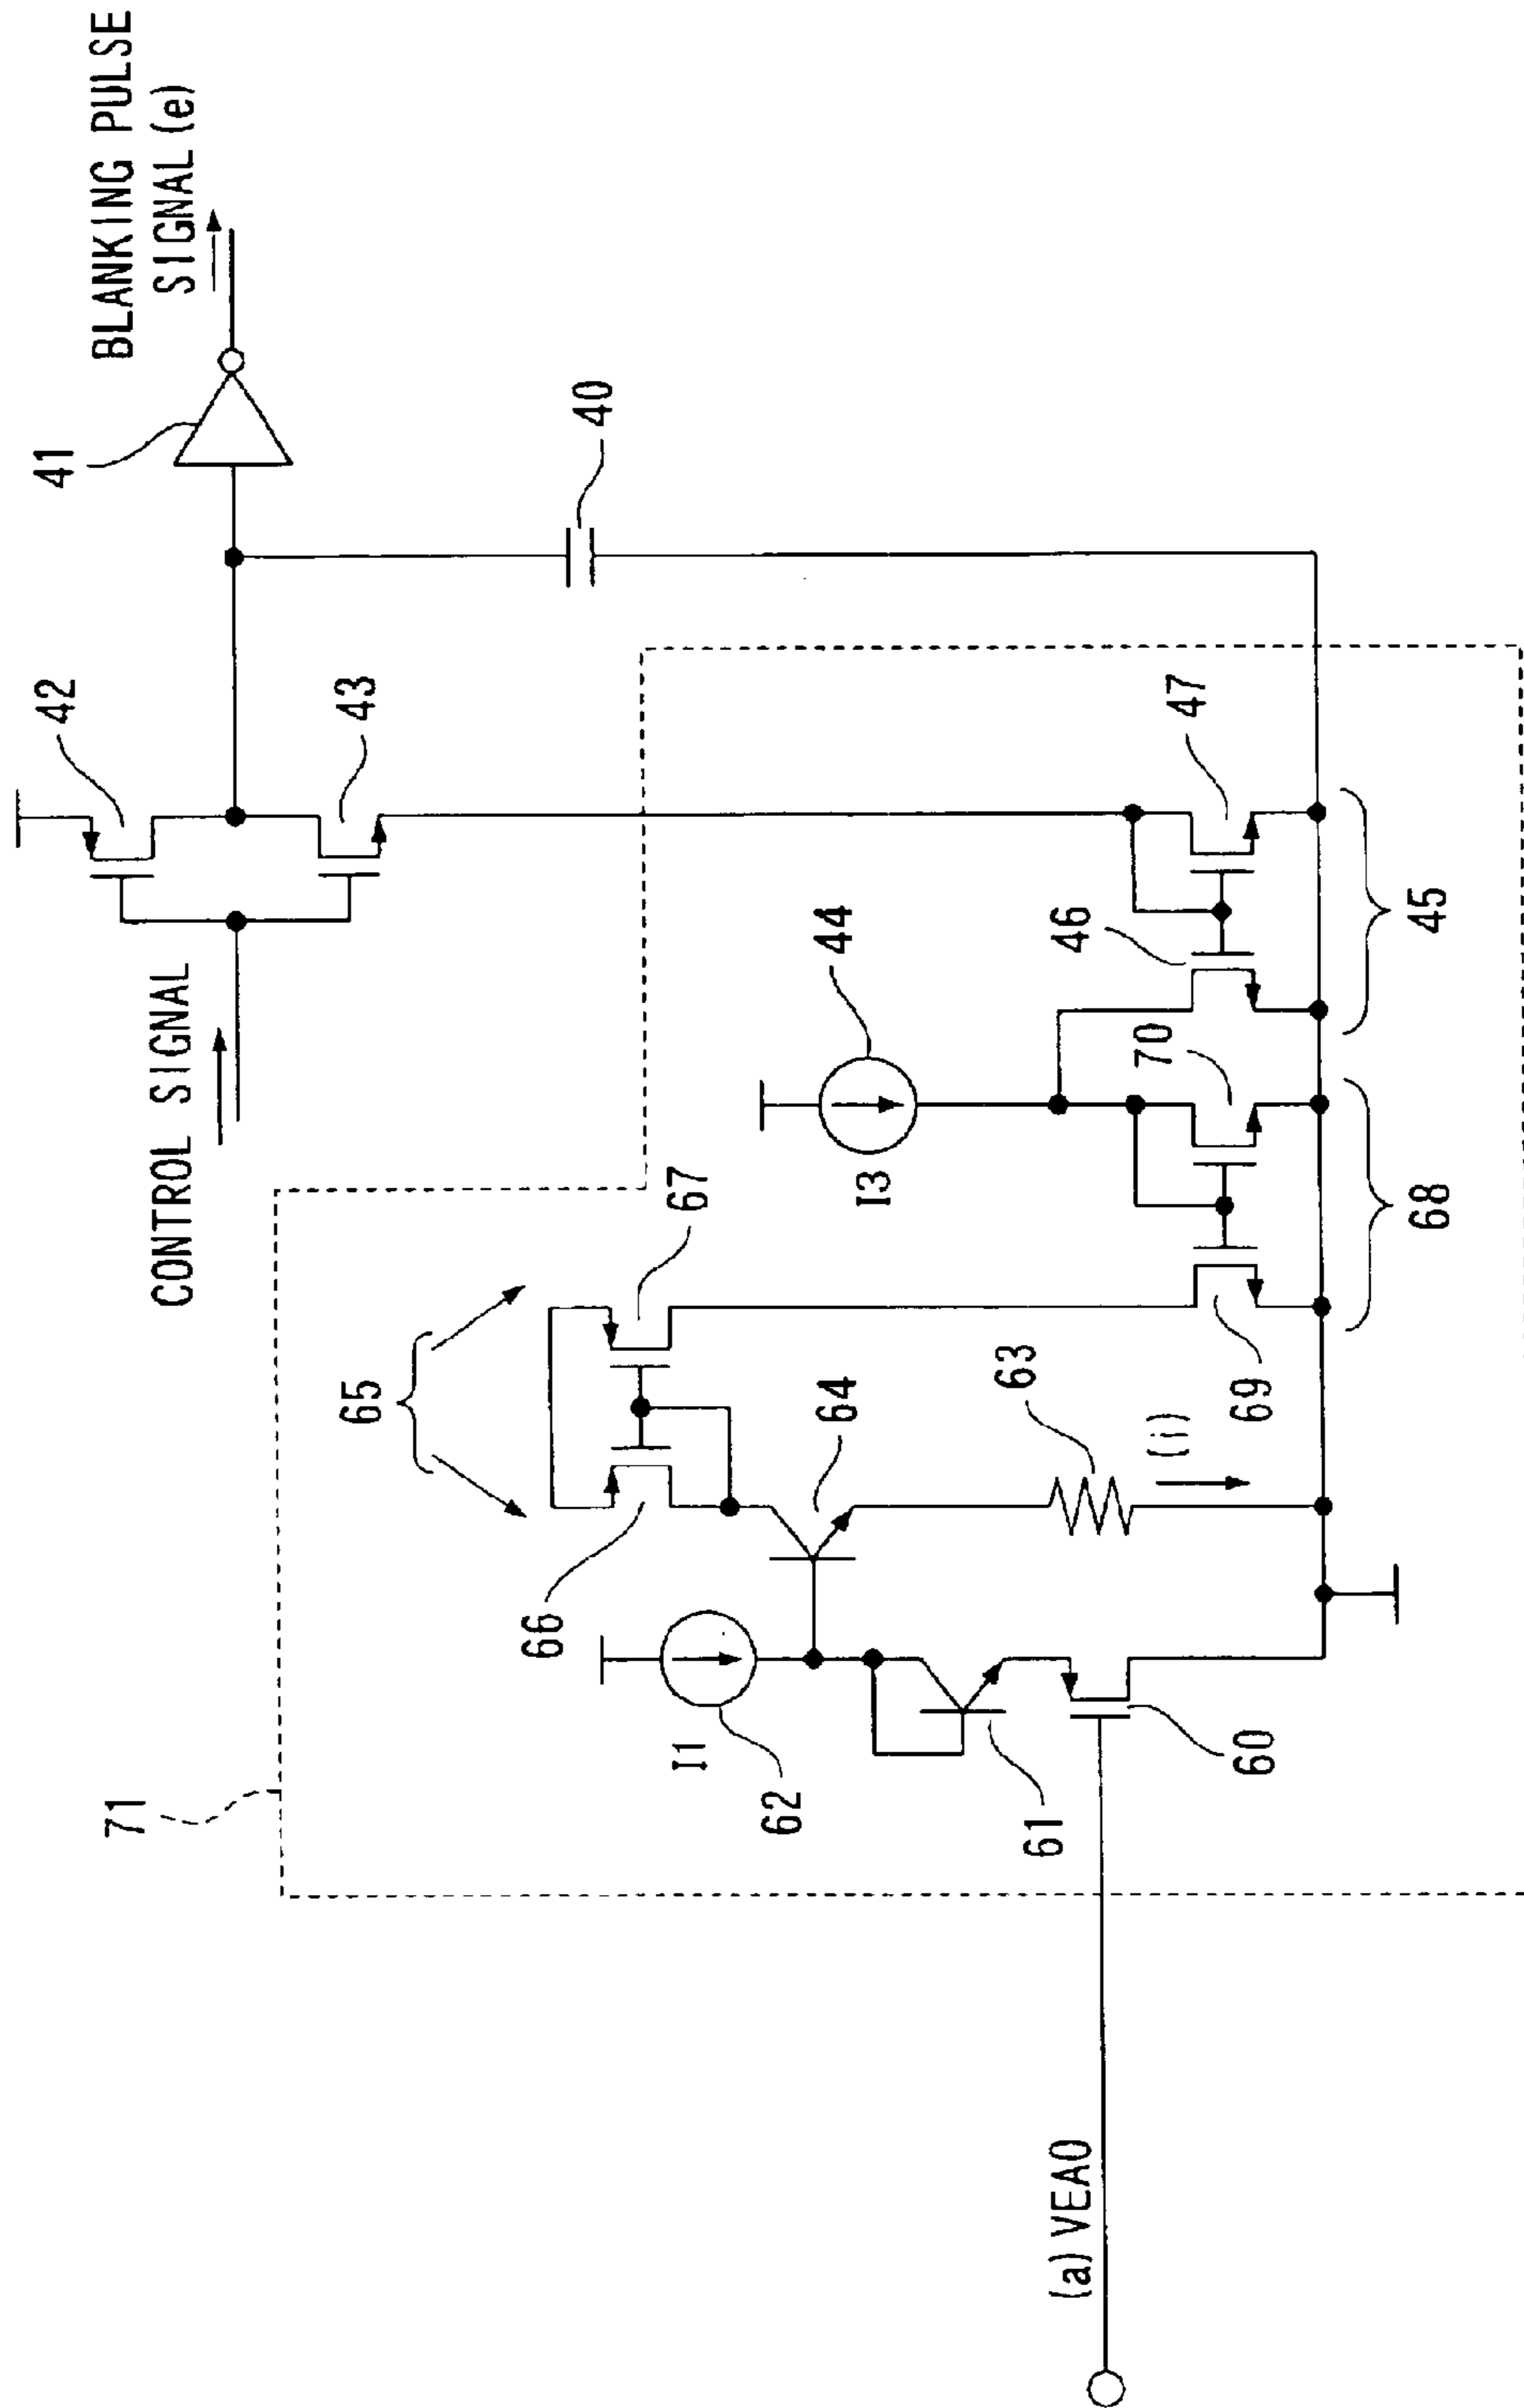 BLANKING PULSE
SIGNAL (e)
41
40
42
43
CONTROL SIGNAL
47
46
45
44
I3
70
68
67
65
64
63
(i)
69
66
I1
62
61
60
71
(a) VEAO